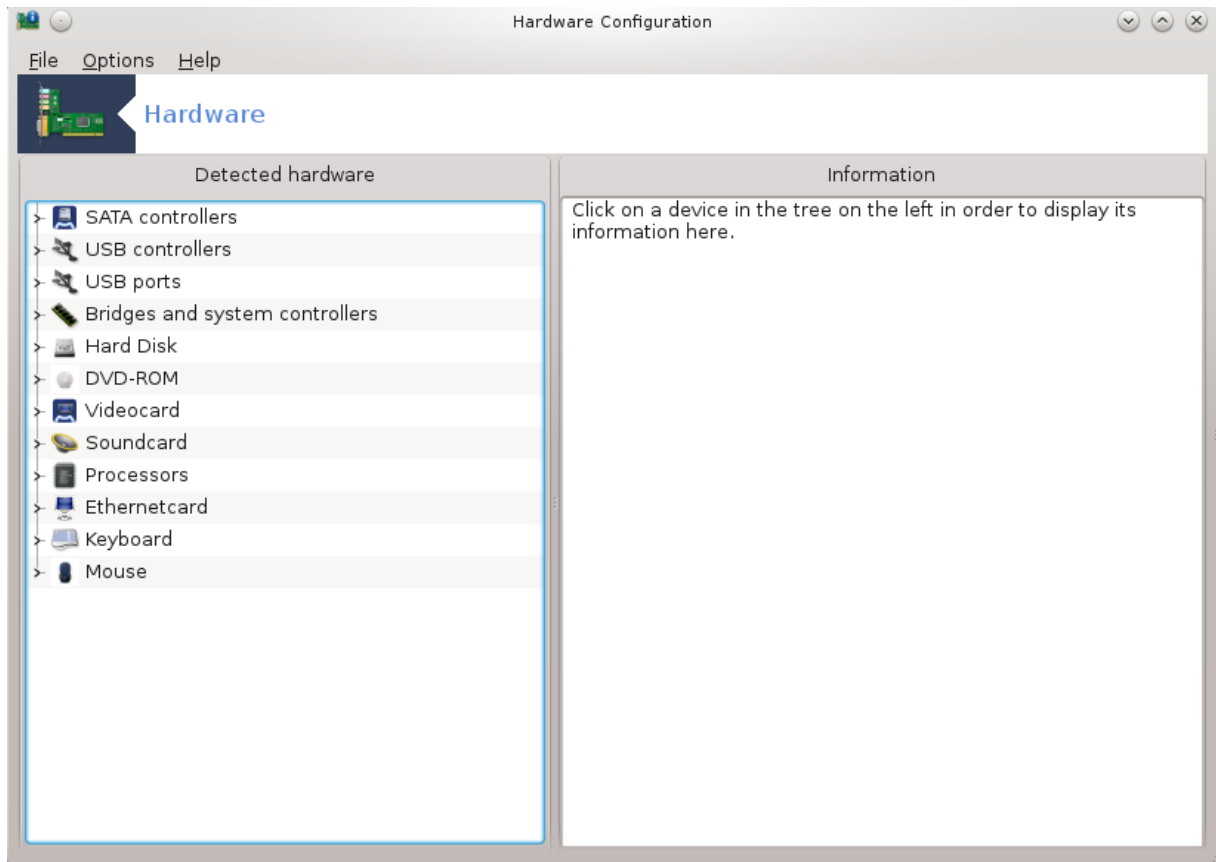 Hardware Configuration
File Options Help
Hardware
Detected hardware
SATA controllers
USB controllers
USB ports
Bridges and system controllers
Hard Disk
DVD-ROM
Videocard
Soundcard
Processors
Ethernetcard
Keyboard
Mouse
Information
Click on a device in the tree on the left in order to display its
information here.